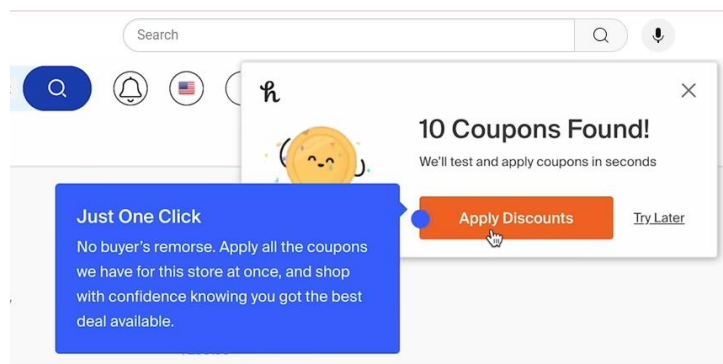 Search
10 Coupons Found!
We'll test and apply coupons in seconds
Apply Discounts
Try Later
Just One Click
No buyer's remorse. Apply all the coupons
we have for this store at once, and shop
with confidence knowing you got the best
deal available.